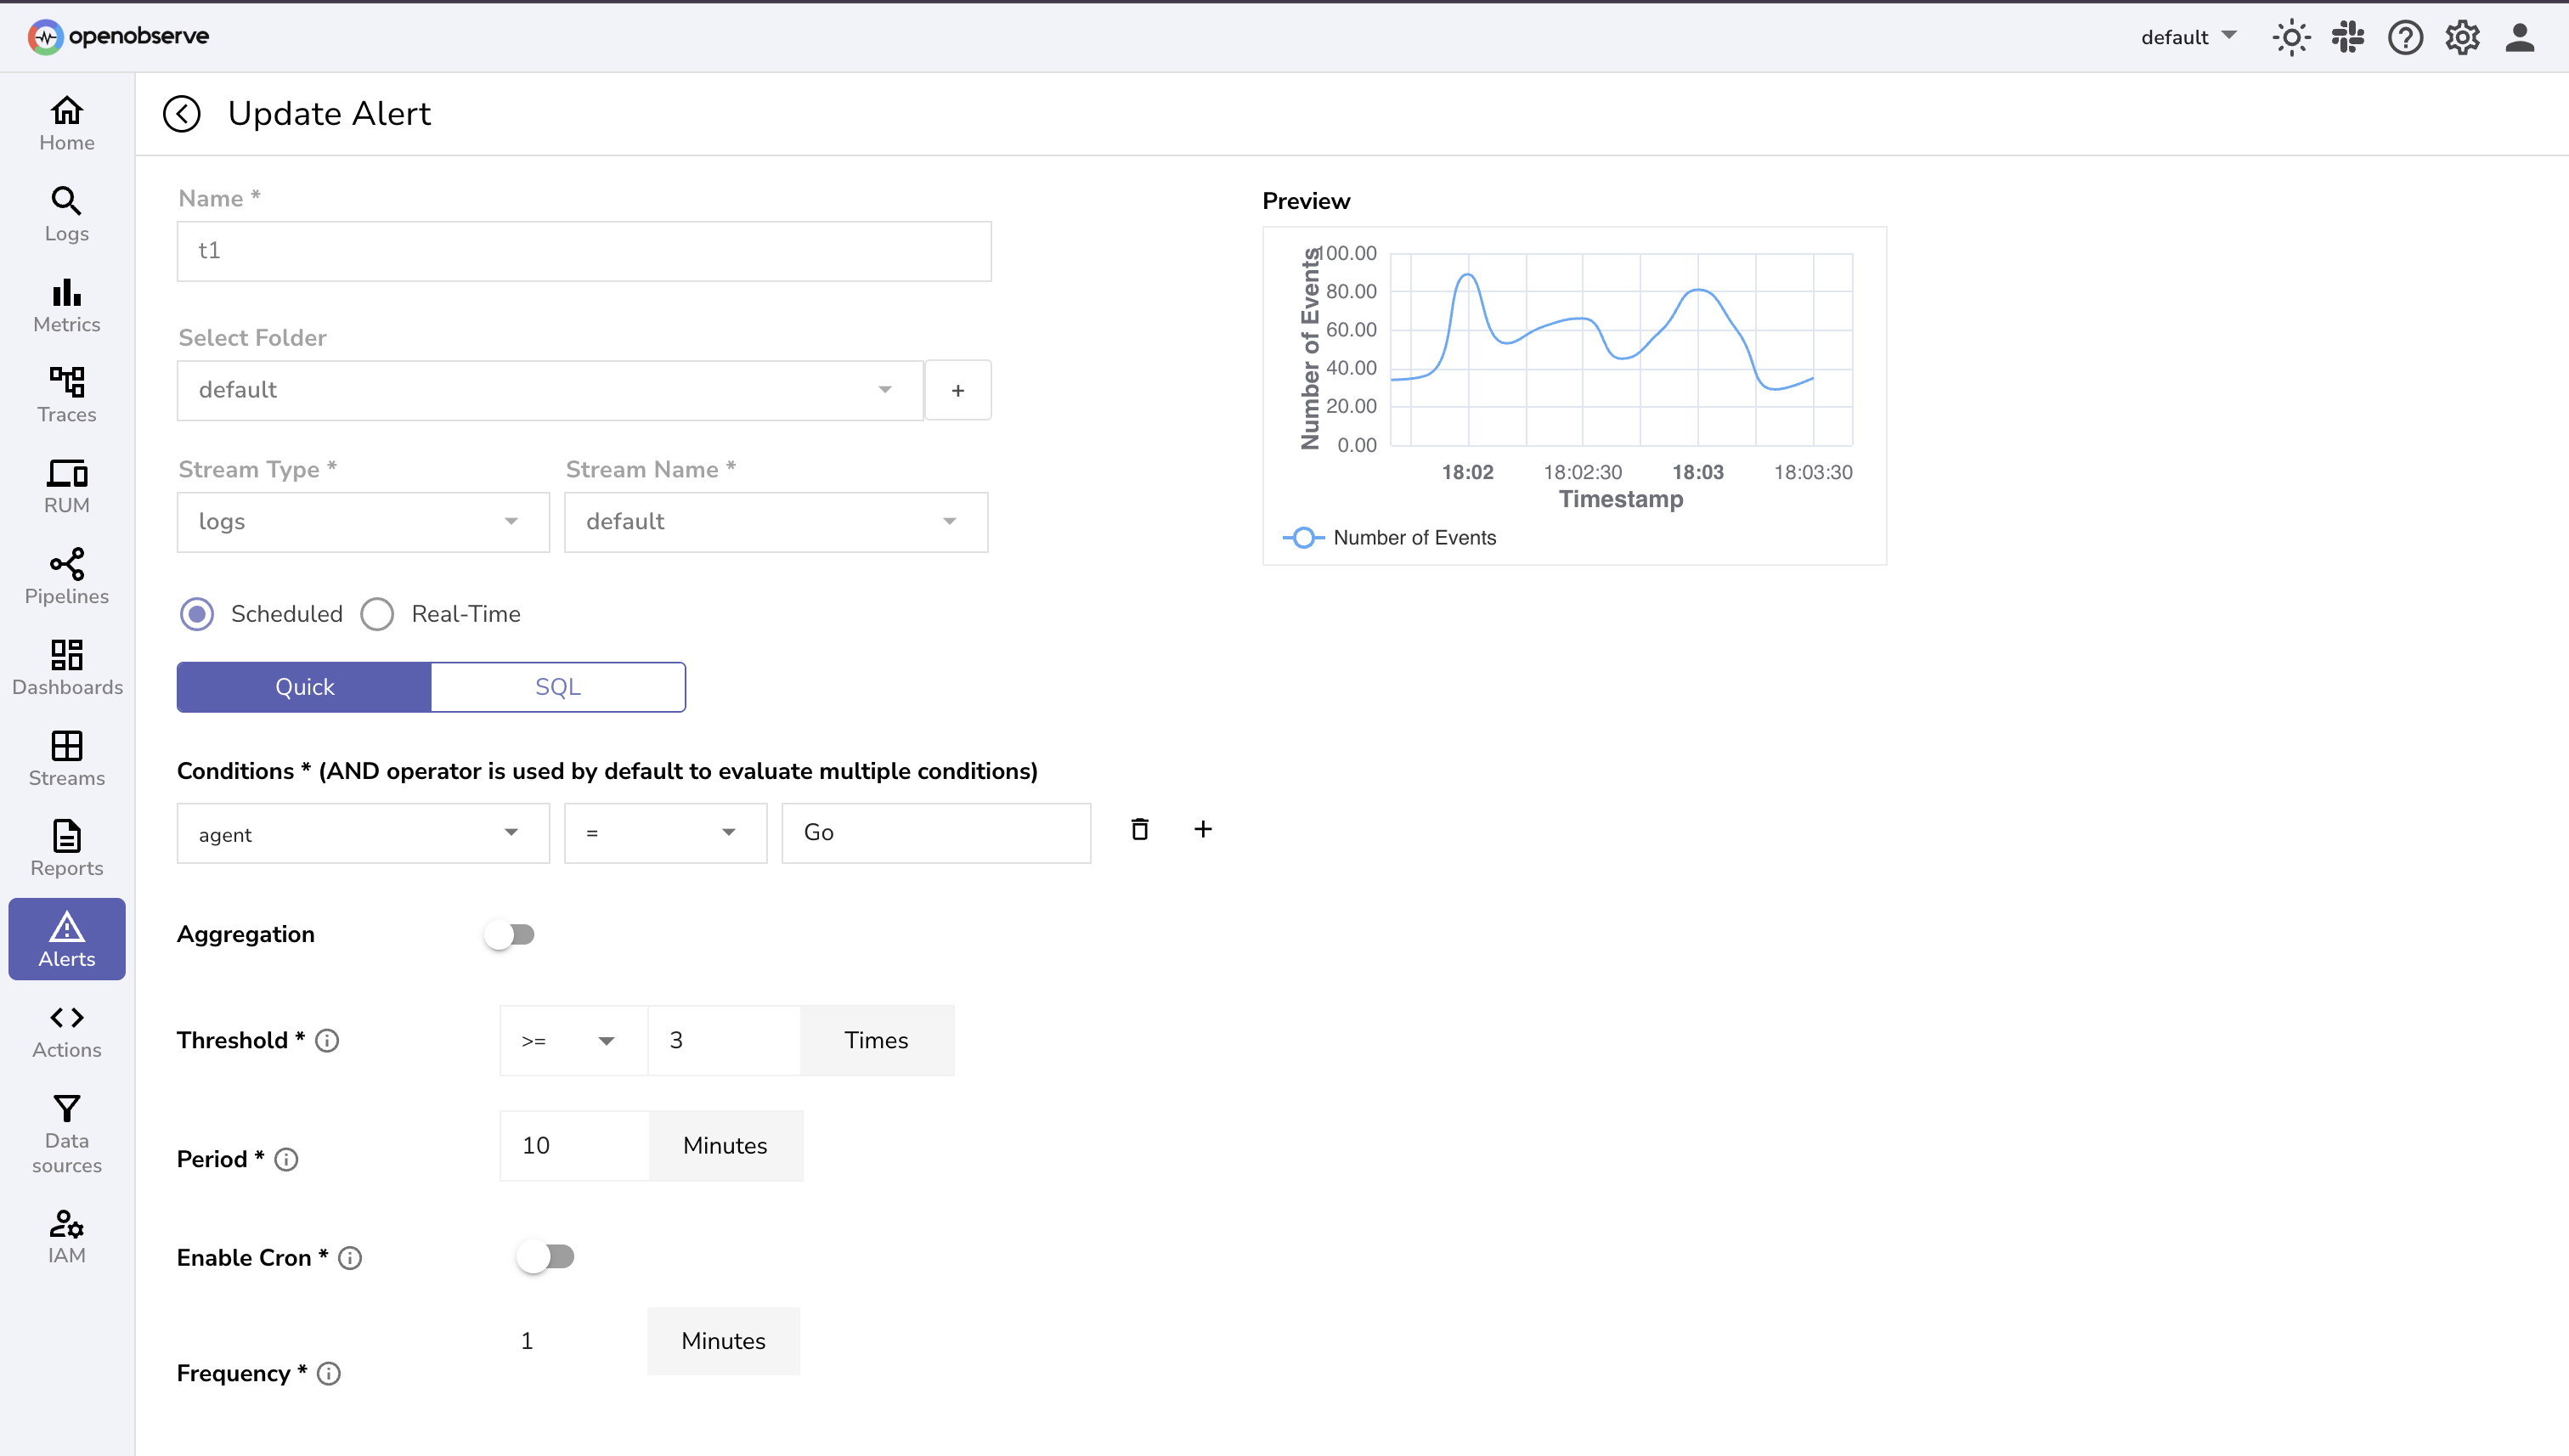 openobserve
default
Home
Logs
Metrics
Traces
RUM
Pipelines
Dashboards
Streams
Reports
Alerts
Actions
Data
sources
IAM
Update Alert
Name *
t1
Select Folder
default
+
Stream Type *
Stream Name *
logs
default
Scheduled
Real-Time
Quick
SQL
Conditions * (AND operator is used by default to evaluate multiple conditions)
agent
=
Go
+
Aggregation
Threshold *
>=
3
Times
Period *
10
Minutes
Enable Cron *
Frequency *
1
Minutes
Preview
Number of Events
100.00
80.00
60.00
40.00
20.00
0.00
18:02
18:02:30
18:03
18:03:30
Timestamp
Number of Events